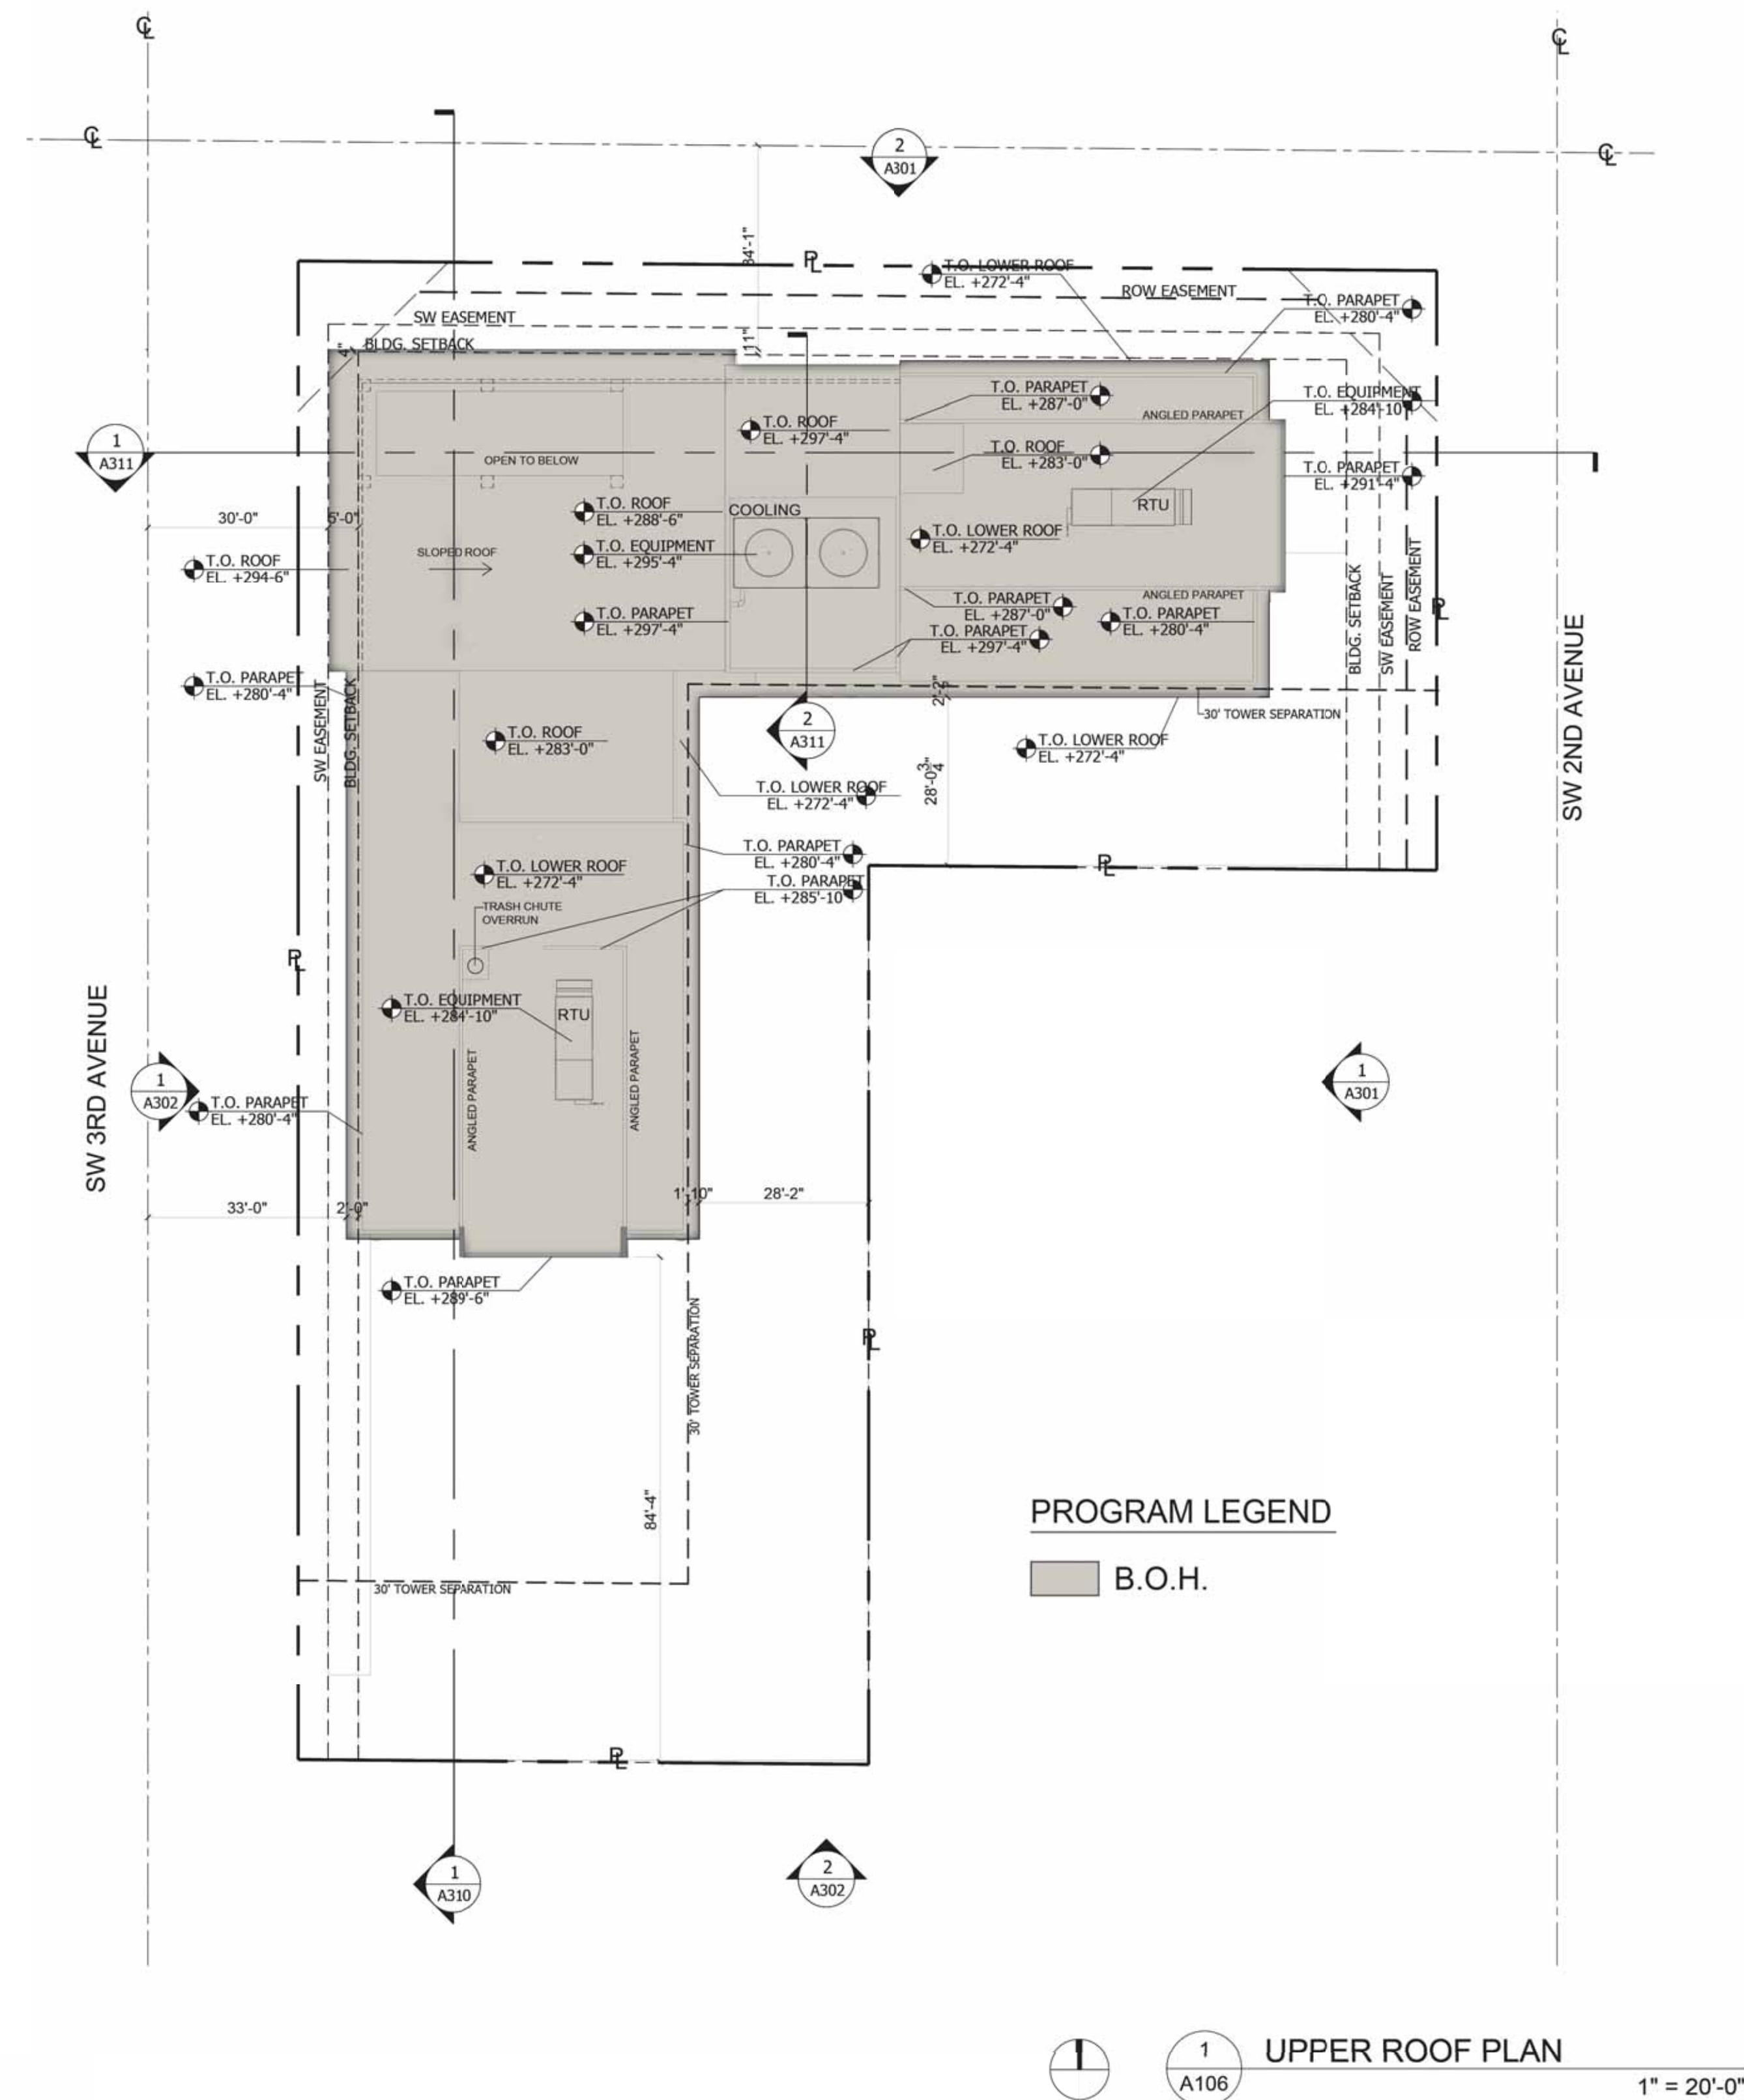 CL
CL
CL
CL
2
A301
34'-1"
PL
T.O. LOWER ROOF
EL. +272'-4"
ROW EASEMENT
T.O. PARAPET
EL. +280'-4"
SW EASEMENT
BLDG. SETBACK
4"
11"
T.O. PARAPET
EL. +287'-0"
T.O. EQUIPMENT
EL. +284'-10"
ANGLED PARAPET
T.O. ROOF
EL. +297'-4"
1
A311
OPEN TO BELOW
T.O. ROOF
EL. +283'-0"
T.O. PARAPET
EL. +291'-4"
T.O. ROOF
EL. +288'-6"
COOLING
RTU
30'-0"
5'-0"
T.O. LOWER ROOF
EL. +272'-4"
T.O. EQUIPMENT
EL. +295'-4"
SLOPED ROOF
T.O. ROOF
EL. +294-6"
BLDG. SETBACK
SW EASEMENT
ROW EASEMENT
PL
ANGLED PARAPET
T.O. PARAPET
EL. +287'-0"
T.O. PARAPET
EL. +297'-4"
T.O. PARAPET
EL. +280'-4"
T.O. PARAPET
EL. +297'-4"
SW 2ND AVENUE
T.O. PARAPET
EL. +280'-4"
SW EASEMENT
BLDG. SETBACK
2'-2"
30' TOWER SEPARATION
T.O. ROOF
EL. +283'-0"
2
A311
T.O. LOWER ROOF
EL. +272'-4"
28'-0 3/4"
T.O. LOWER ROOF
EL. +272'-4"
T.O. PARAPET
EL. +280'-4"
PL
T.O. LOWER ROOF
EL. +272'-4"
T.O. PARAPET
EL. +285'-10"
TRASH CHUTE
OVERRUN
PL
T.O. EQUIPMENT
EL. +284'-10"
RTU
SW 3RD AVENUE
ANGLED PARAPET
ANGLED PARAPET
1
A302
1
A301
T.O. PARAPET
EL. +280'-4"
33'-0"
2'-0"
1'-10"
28'-2"
T.O. PARAPET
EL. +289'-6"
PL
30' TOWER SEPARATION
84'-4"
PROGRAM LEGEND
B.O.H.
30' TOWER SEPARATION
PL
1
A310
2
A302
1
A106
UPPER ROOF PLAN
1" = 20'-0"